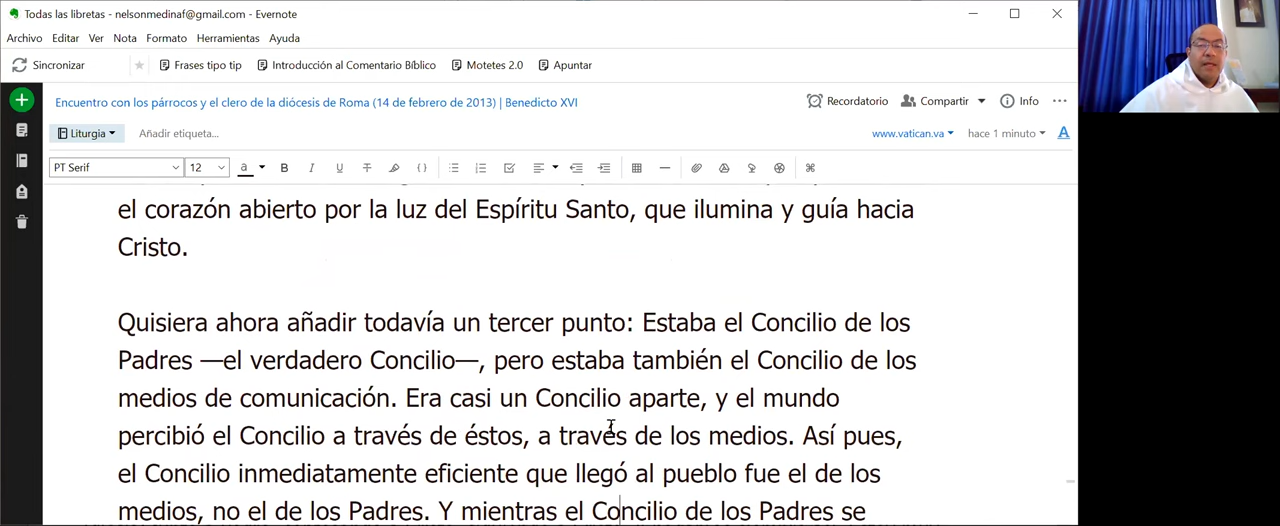 Todas las libretas - nelsonmedinaf@gmail.com - Evernote
Archivo Editar Ver Nota Formato Herramientas Ayuda
Sincronizar Frases tipo tip Introducción al Comentario Bíblico Motetes 2.0 Apuntar
Encuentro con los párrocos y el clero de la diócesis de Roma (14 de febrero de 2013) | Benedicto XVI Recordatorio Compartir Info
Liturgia Añadir etiqueta... www.vatican.va hace 1 minuto A
PT Serif 12 a B I U T
el corazón abierto por la luz del Espíritu Santo, que ilumina y guía hacia
Cristo.
Quisiera ahora añadir todavía un tercer punto: Estaba el Concilio de los
Padres —el verdadero Concilio—, pero estaba también el Concilio de los
medios de comunicación. Era casi un Concilio aparte, y el mundo
percibió el Concilio a través de éstos, a través de los medios. Así pues,
el Concilio inmediatamente eficiente que llegó al pueblo fue el de los
medios, no el de los Padres. Y mientras el Concilio de los Padres se